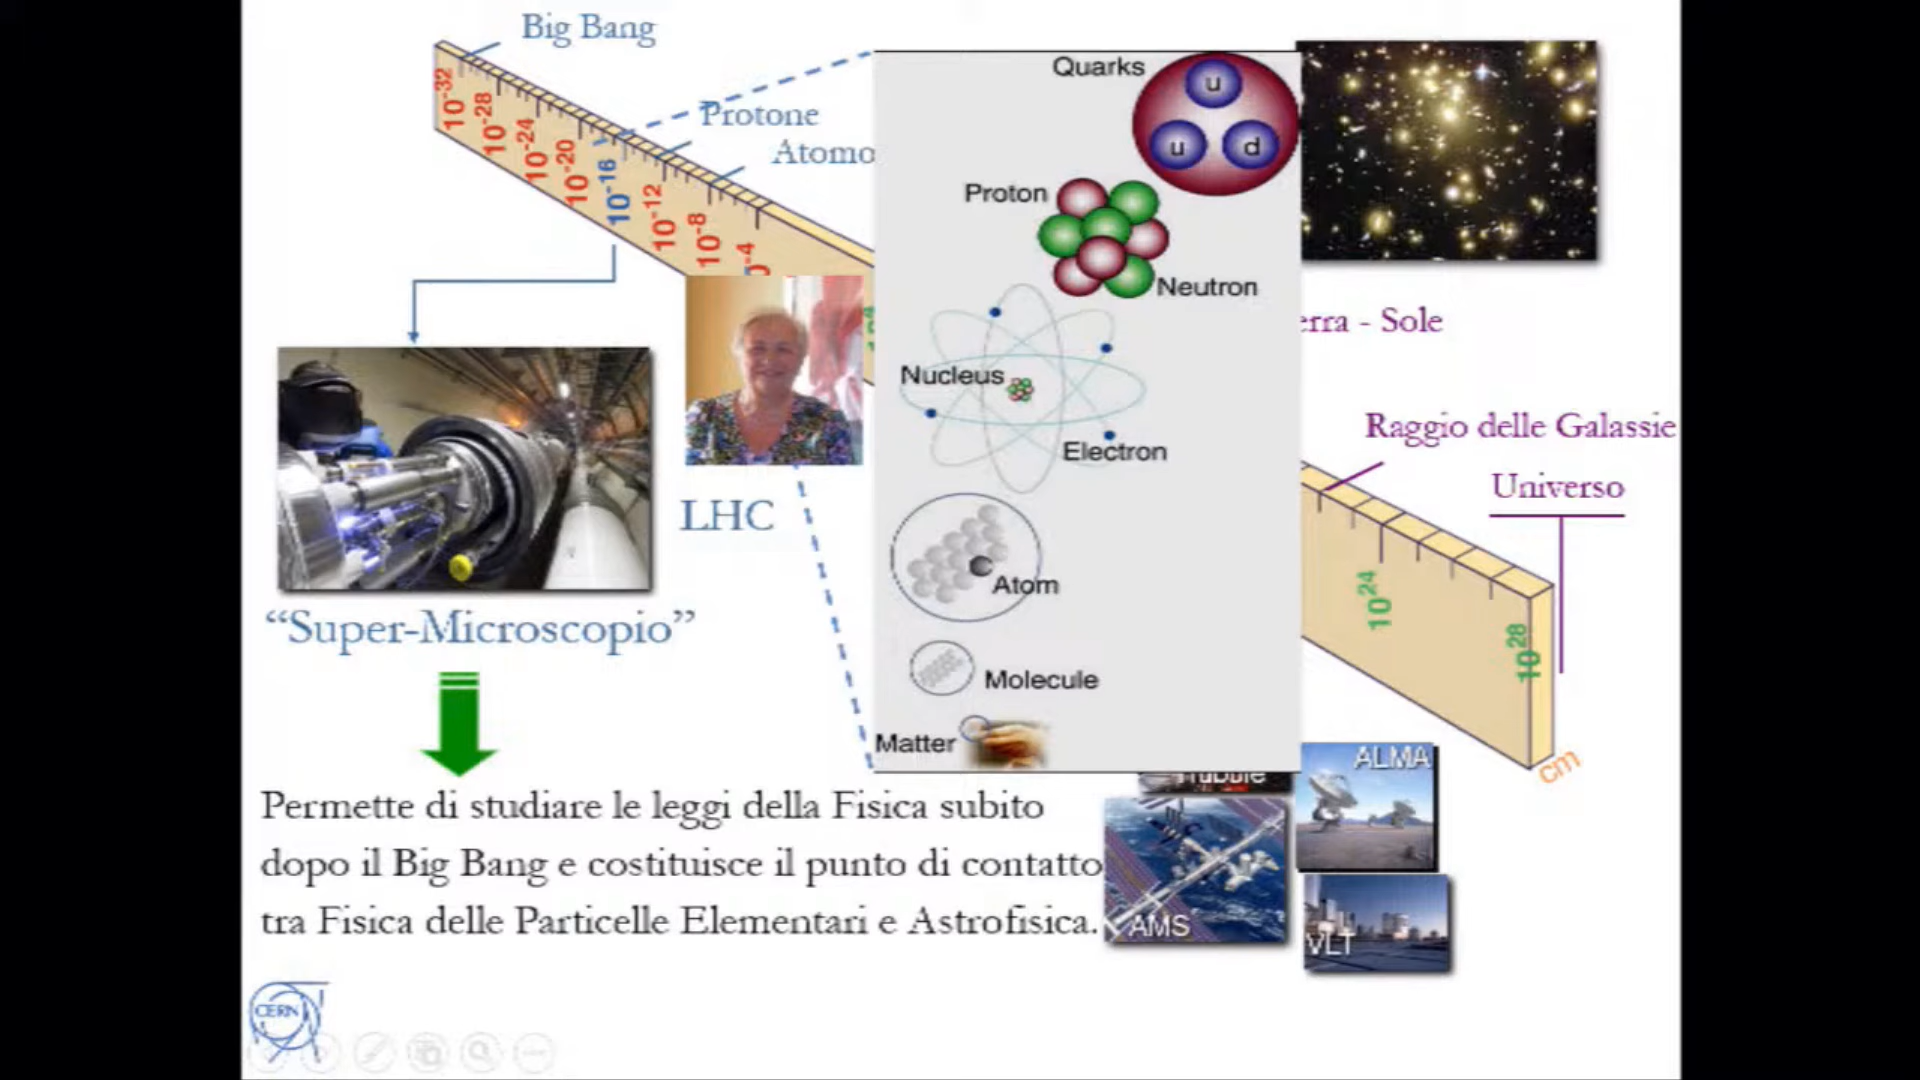 Big Bang
Protone
Atomo
10-32
10-28
10-24
10-20
10-16
10-12
10-8
LHC
“Super-Microscopio”
Permette di studiare le leggi della Fisica subito
dopo il Big Bang e costituisce il punto di contatto
tra Fisica delle Particelle Elementari e Astrofisica.
CERN
Quarks
u
u
d
Proton
Neutron
Nucleus
Electron
Atom
Molecule
Matter
erra - Sole
Raggio delle Galassie
Universo
10 24
10 28
cm
ALMA
AMS
VLT